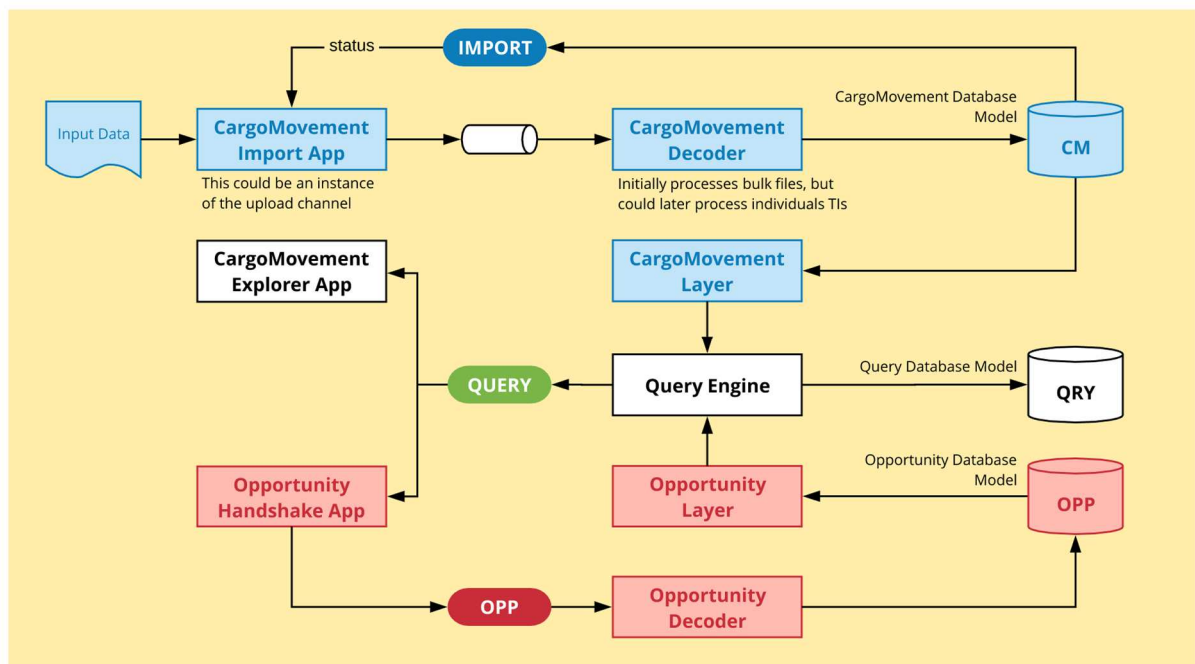 status
IMPORT
CargoMovement Database
Model
Input Data
CargoMovement
Import App
CargoMovement
Decoder
CM
This could be an instance
of the upload channel
Initially processes bulk files, but
could later process individuals TIs
CargoMovement
Explorer App
CargoMovement
Layer
QUERY
Query Engine
Query Database Model
QRY
Opportunity Database
Model
Opportunity
Handshake App
Opportunity
Layer
OPP
OPP
Opportunity
Decoder